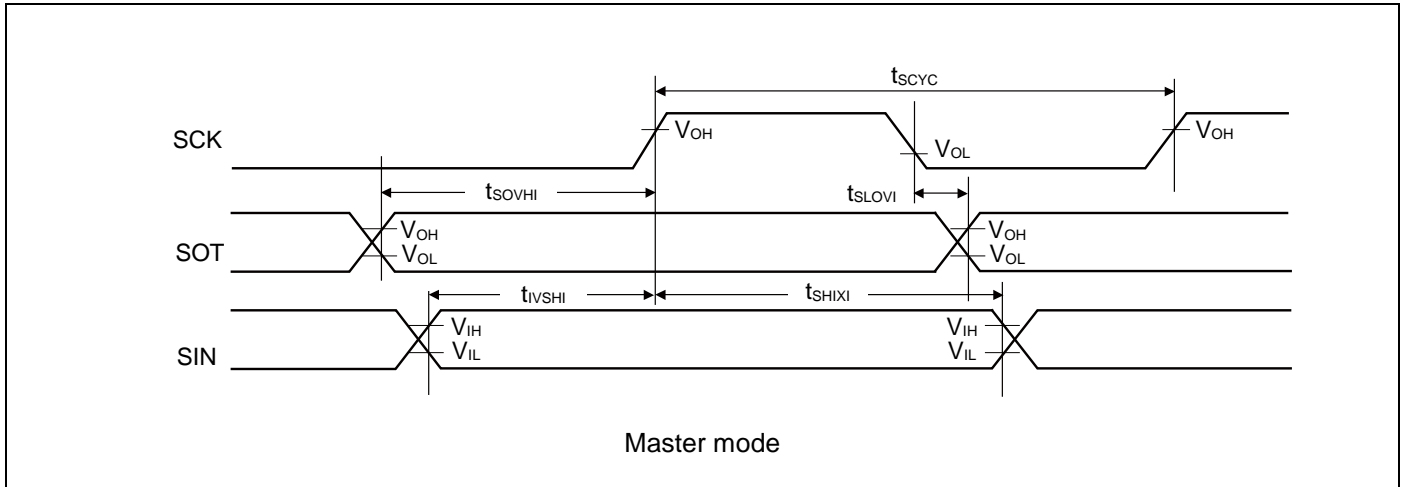 tSCYC
SCK
VOH
VOL
VOH
tSOVHI
tSLOVI
SOT
VOH
VOL
VOH
VOL
tIVSHI
tSHIXI
SIN
VIH
VIL
VIH
VIL
Master mode